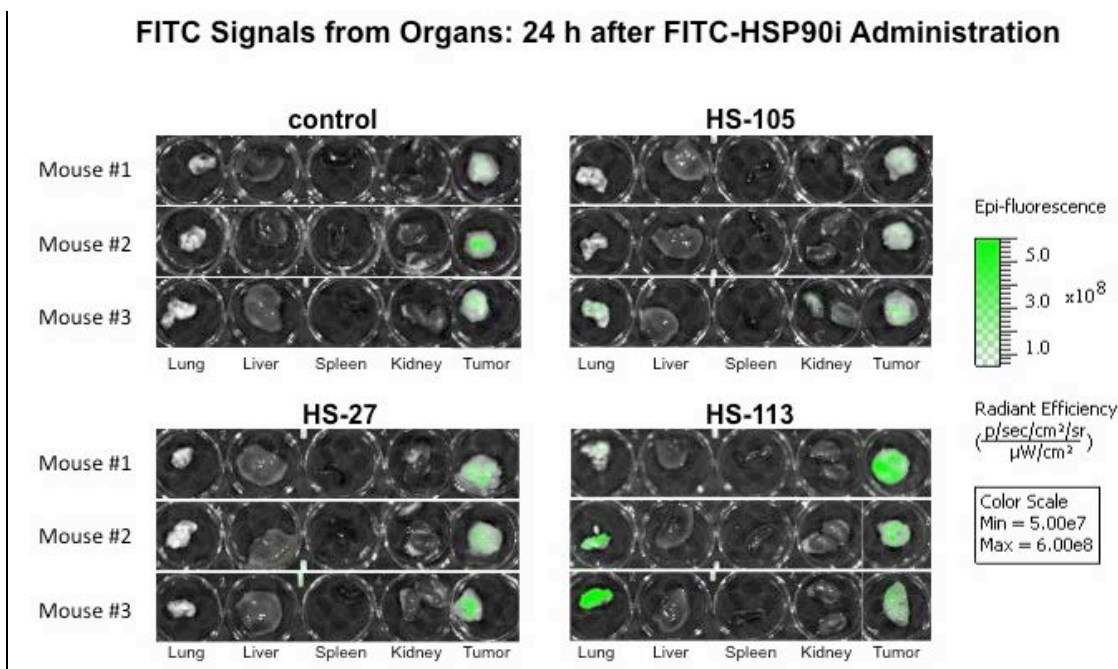 FITC Signals from Organs: 24 h after FITC-HSP90i Administration
control
Mouse #1
Mouse #2
Mouse #3
Lung Liver Spleen Kidney Tumor
HS-105
Lung Liver Spleen Kidney Tumor
HS-27
Mouse #1
Mouse #2
Mouse #3
Lung Liver Spleen Kidney Tumor
HS-113
Lung Liver Spleen Kidney Tumor
Epi-fluorescence
5.0
3.0 x10⁸
1.0
Radiant Efficiency
(p/sec/cm²/sr
µW/cm²)
Color Scale
Min = 5.00e7
Max = 6.00e8